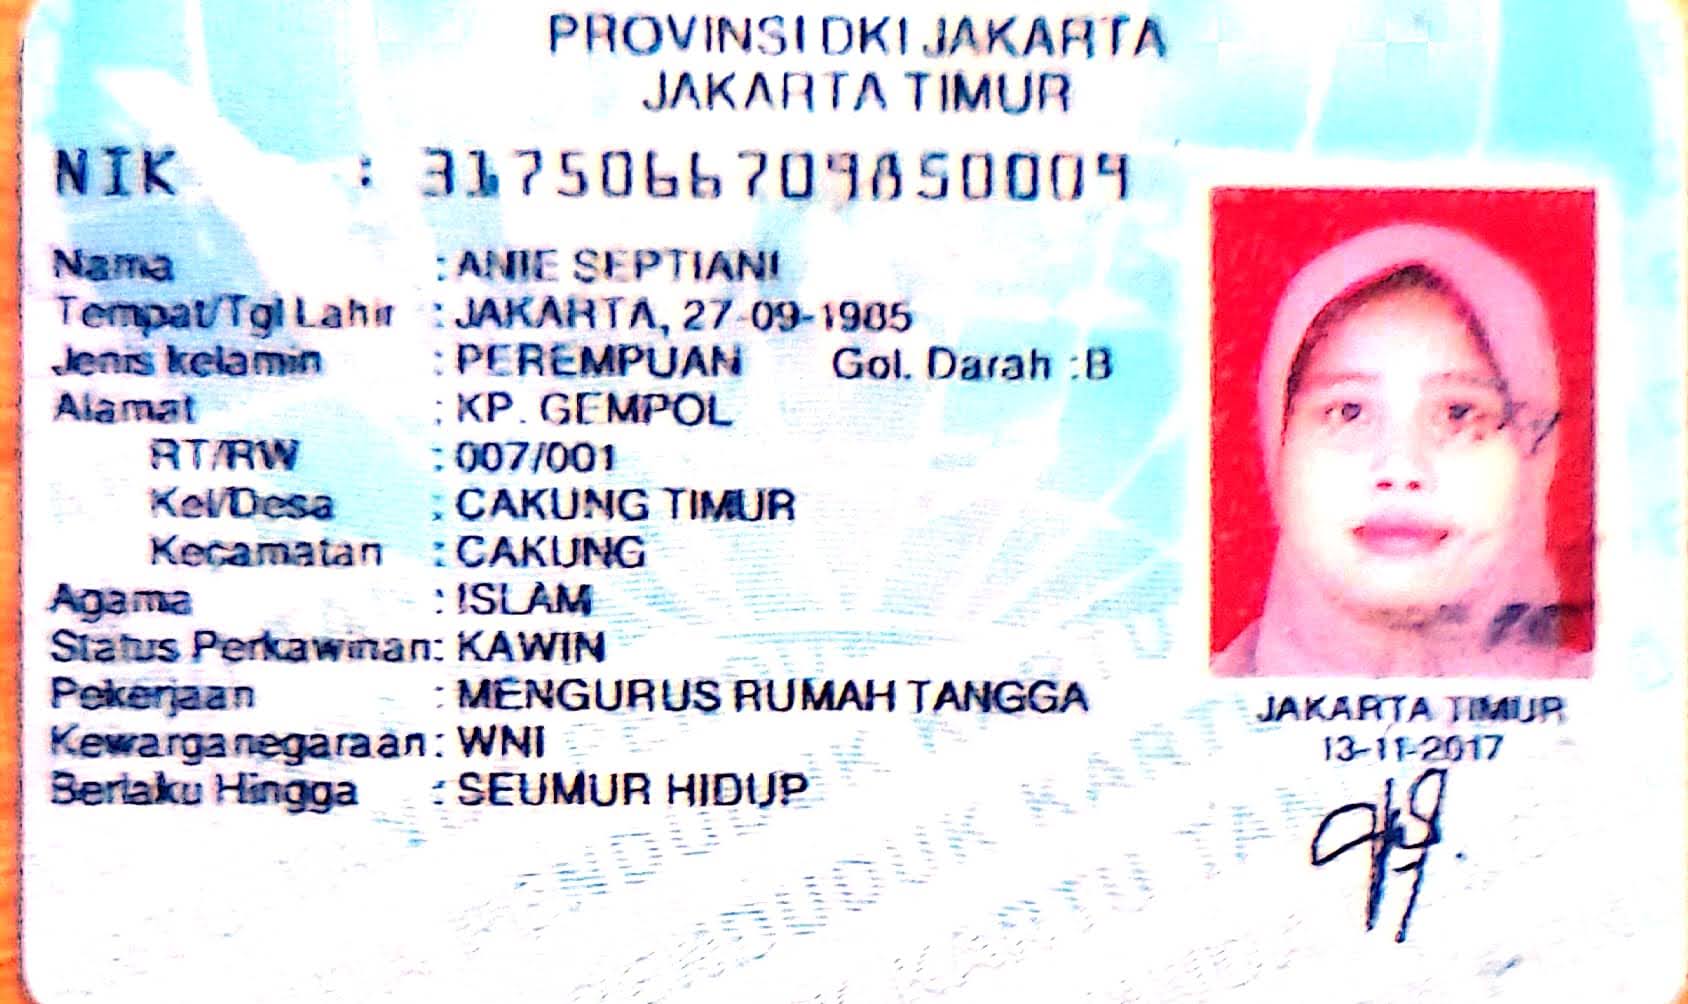 PROVINSI DKI JAKARTA
JAKARTA TIMUR
NIK : 3175066709850004
Nama : ANIE SEPTIANI
Tempat/Tgl Lahir : JAKARTA, 27-09-1985
Jenis kelamin : PEREMPUAN Gol. Darah : B
Alamat : KP. GEMPOL
RT/RW : 007/001
Kel/Desa : CAKUNG TIMUR
Kecamatan : CAKUNG
Agama : ISLAM
Status Perkawinan: KAWIN
Pekerjaan : MENGURUS RUMAH TANGGA
Kewarganegaraan: WNI
Berlaku Hingga : SEUMUR HIDUP
JAKARTA TIMUR
13-11-2017